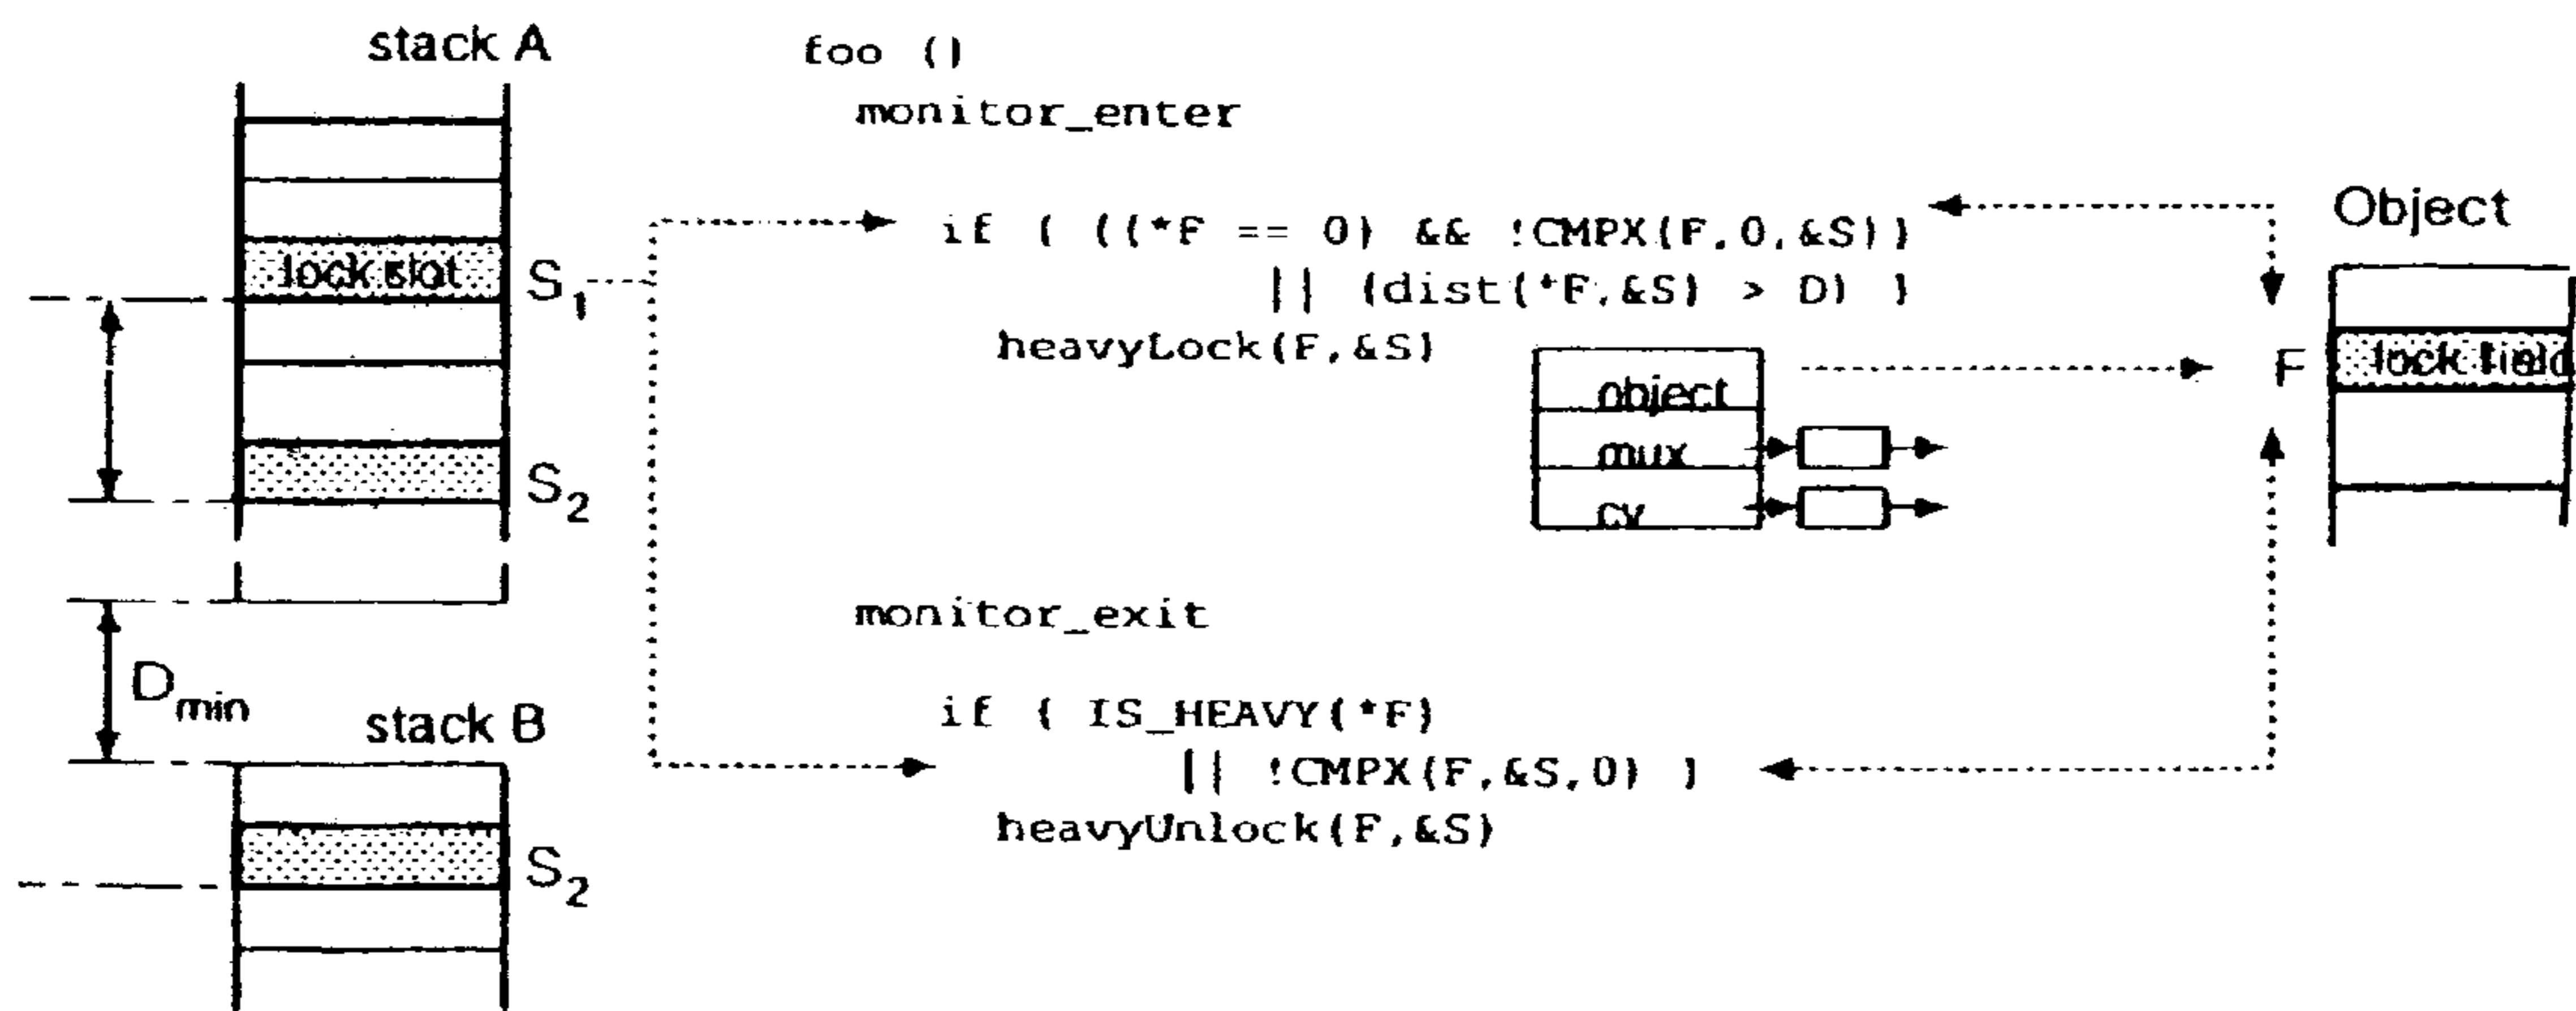 stack A
lock slot
S1
S2
Dmin
stack B
S2
foo ()
monitor_enter
if ( ((*F == 0) && !CMPX(F,0,&S))
|| (dist(*F,&S) > D) )
heavyLock(F,&S)
object
mux
cv
monitor_exit
if ( IS_HEAVY(*F)
|| !CMPX(F,&S,0) )
heavyUnlock(F,&S)
Object
F
lock field